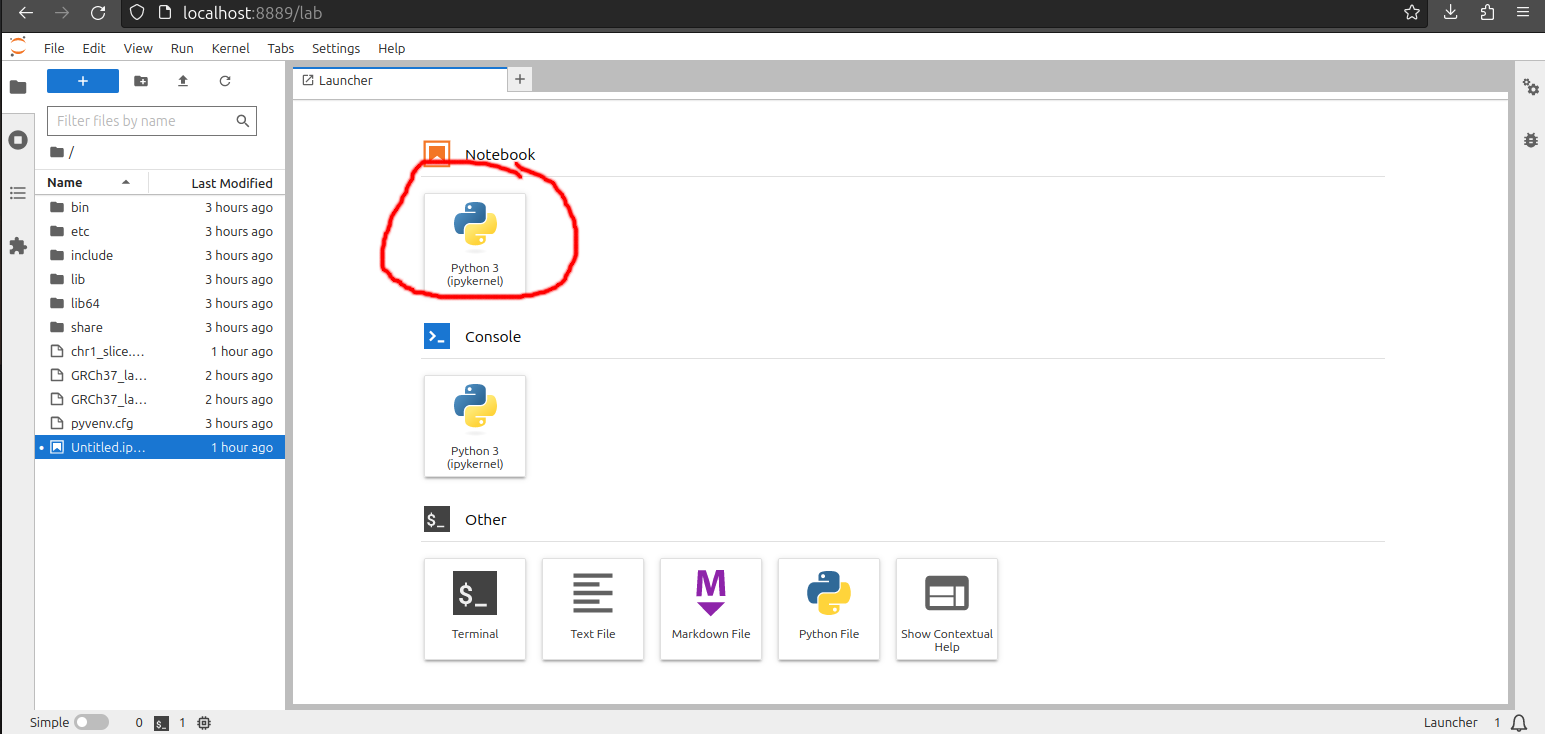 localhost:8889/lab
File Edit View Run Kernel Tabs Settings Help
+
Launcher +
Filter files by name
/
Name Last Modified
bin 3 hours ago
etc 3 hours ago
include 3 hours ago
lib 3 hours ago
lib64 3 hours ago
share 3 hours ago
chr1_slice.... 1 hour ago
GRCh37_la... 2 hours ago
GRCh37_la... 2 hours ago
pyvenv.cfg 3 hours ago
Untitled.ip... 1 hour ago
Notebook
Python 3
(ipykernel)
Console
Python 3
(ipykernel)
$_ Other
$_
Terminal
Text File
M
Markdown File
Python File
Show Contextual
Help
Simple 0 $_ 1
Launcher 1